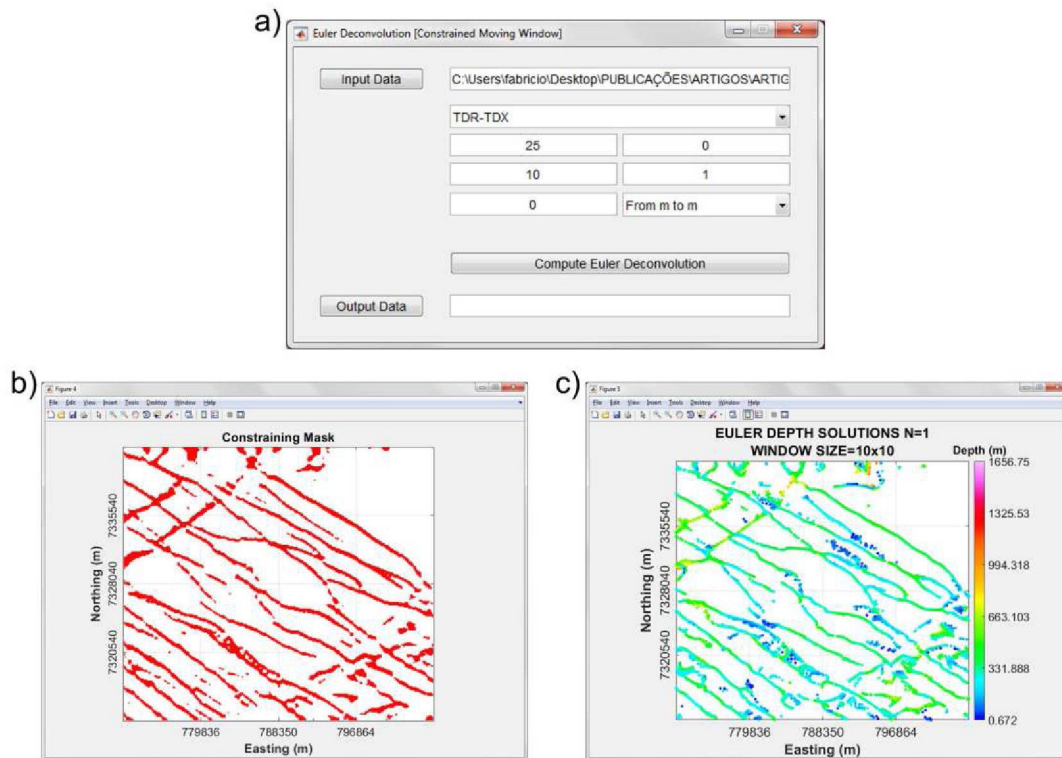 a)
Euler Deconvolution [Constrained Moving Window]
Input Data
C:\Users\fabricio\Desktop\PUBLICAÇÕES\ARTIGOS\ARTIG
TDR-TDX
25 0
10 1
0 From m to m
Compute Euler Deconvolution
Output Data
b)
Figure 4
File Edit View Insert Tools Desktop Window Help
Constraining Mask
Northing (m)
7335540
7328040
7320540
779836 788350 796864
Easting (m)
c)
Figure 5
File Edit View Insert Tools Desktop Window Help
EULER DEPTH SOLUTIONS N=1
WINDOW SIZE=10x10
Depth (m)
1656.75
1325.53
994.318
663.103
331.888
0.672
Northing (m)
7335540
7328040
7320540
779836 788350 796864
Easting (m)